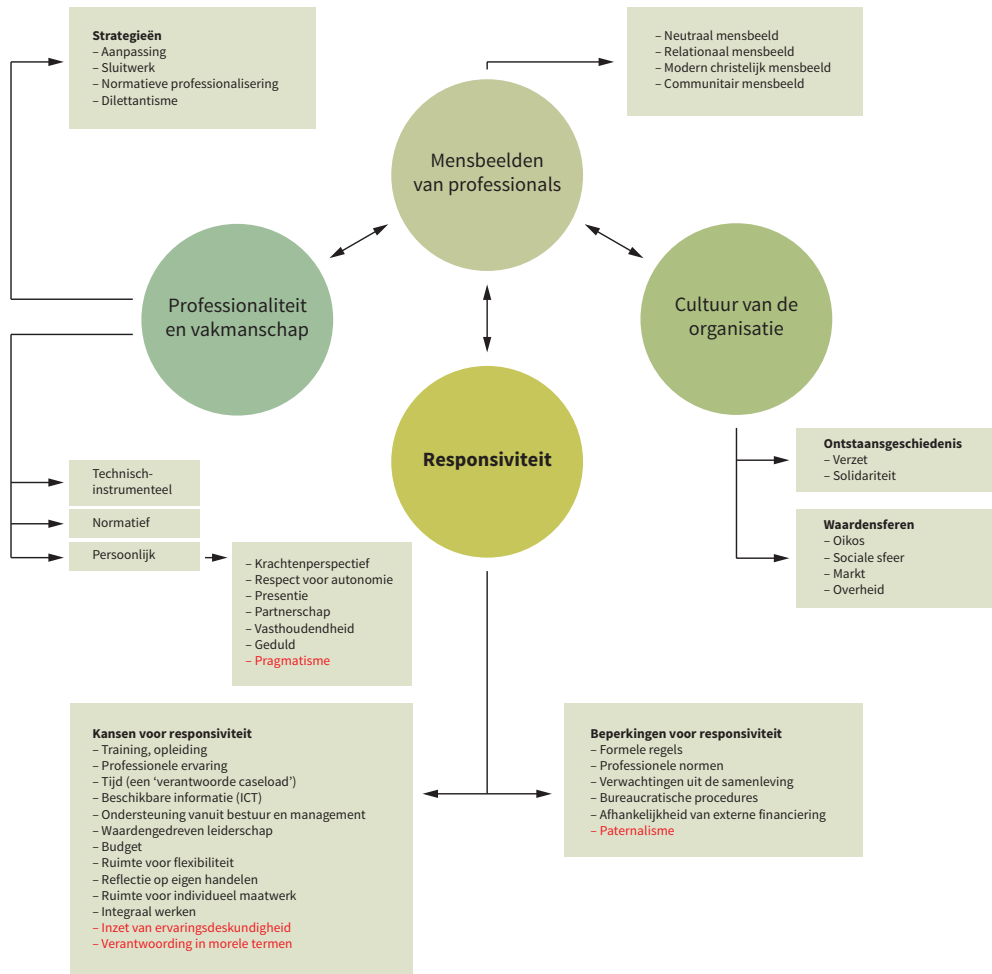 Strategieën
– Aanpassing
– Sluitwerk
– Normatieve professionalisering
– Dilettantisme
– Neutraal mensbeeld
– Relationaal mensbeeld
– Modern christelijk mensbeeld
– Communitair mensbeeld
Mensbeelden
van professionals
Professionaliteit
en vakmanschap
Cultuur van de
organisatie
Responsiviteit
Ontstaansgeschiedenis
– Verzet
– Solidariteit
Waardensferen
– Oikos
– Sociale sfeer
– Markt
– Overheid
Technisch-
instrumenteel
Normatief
Persoonlijk
– Krachtenperspectief
– Respect voor autonomie
– Presentie
– Partnerschap
– Vasthoudendheid
– Geduld
– Pragmatisme
Kansen voor responsiviteit
– Training, opleiding
– Professionele ervaring
– Tijd (een ‘verantwoorde caseload’)
– Beschikbare informatie (ICT)
– Ondersteuning vanuit bestuur en management
– Waardengedreven leiderschap
– Budget
– Ruimte voor flexibiliteit
– Reflectie op eigen handelen
– Ruimte voor individueel maatwerk
– Integraal werken
– Inzet van ervaringsdeskundigheid
– Verantwoording in morele termen
Beperkingen voor responsiviteit
– Formele regels
– Professionele normen
– Verwachtingen uit de samenleving
– Bureaucratische procedures
– Afhankelijkheid van externe financiering
– Paternalisme